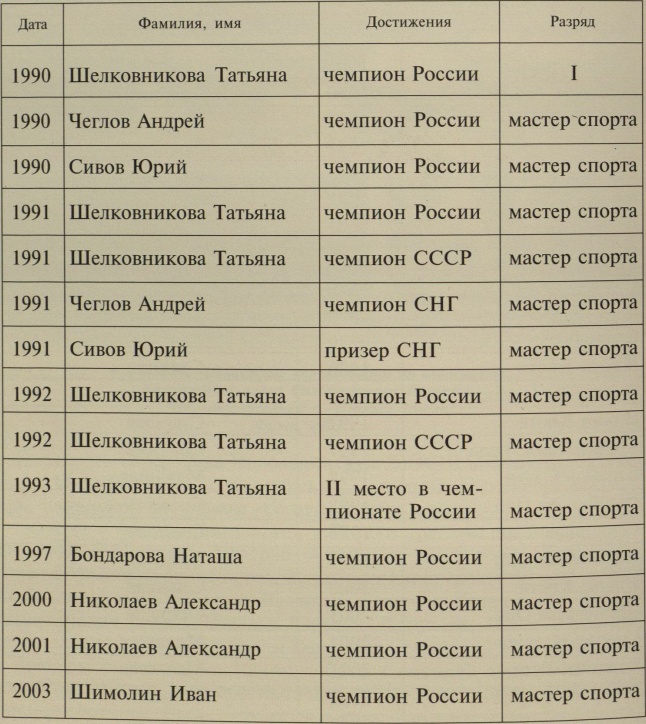 Дата Фамилия, имя Достижения Разряд
1990 Шелковникова Татьяна чемпион России I
1990 Чеглов Андрей чемпион России мастер спорта
1990 Сивов Юрий чемпион России мастер спорта
1991 Шелковникова Татьяна чемпион России мастер спорта
1991 Шелковникова Татьяна чемпион СССР мастер спорта
1991 Чеглов Андрей чемпион СНГ мастер спорта
1991 Сивов Юрий призер СНГ мастер спорта
1992 Шелковникова Татьяна чемпион России мастер спорта
1992 Шелковникова Татьяна чемпион СССР мастер спорта
1993 Шелковникова Татьяна II место в чем-
пионате России мастер спорта
1997 Бондарова Наташа чемпион России мастер спорта
2000 Николаев Александр чемпион России мастер спорта
2001 Николаев Александр чемпион России мастер спорта
2003 Шимолин Иван чемпион России мастер спорта